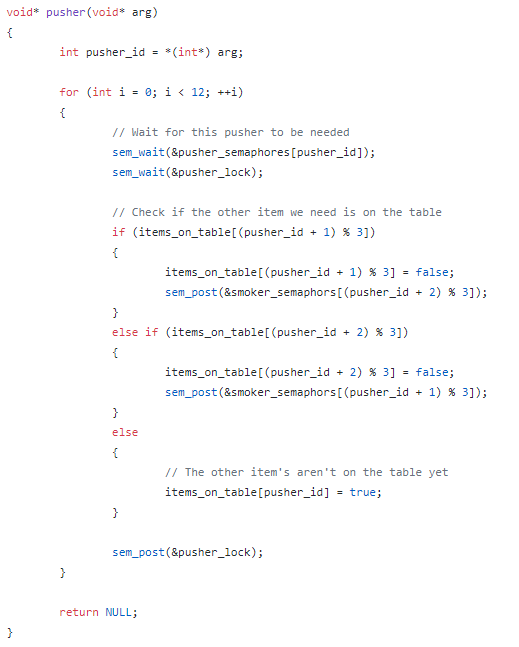 void* pusher(void* arg)
{
        int pusher_id = *(int*) arg;

        for (int i = 0; i < 12; ++i)
        {
                // Wait for this pusher to be needed
                sem_wait(&pusher_semaphores[pusher_id]);
                sem_wait(&pusher_lock);

                // Check if the other item we need is on the table
                if (items_on_table[(pusher_id + 1) % 3])
                {
                        items_on_table[(pusher_id + 1) % 3] = false;
                        sem_post(&smoker_semaphors[(pusher_id + 2) % 3]);
                }
                else if (items_on_table[(pusher_id + 2) % 3])
                {
                        items_on_table[(pusher_id + 2) % 3] = false;
                        sem_post(&smoker_semaphors[(pusher_id + 1) % 3]);
                }
                else
                {
                        // The other item's aren't on the table yet
                        items_on_table[pusher_id] = true;
                }

                sem_post(&pusher_lock);
        }

        return NULL;
}